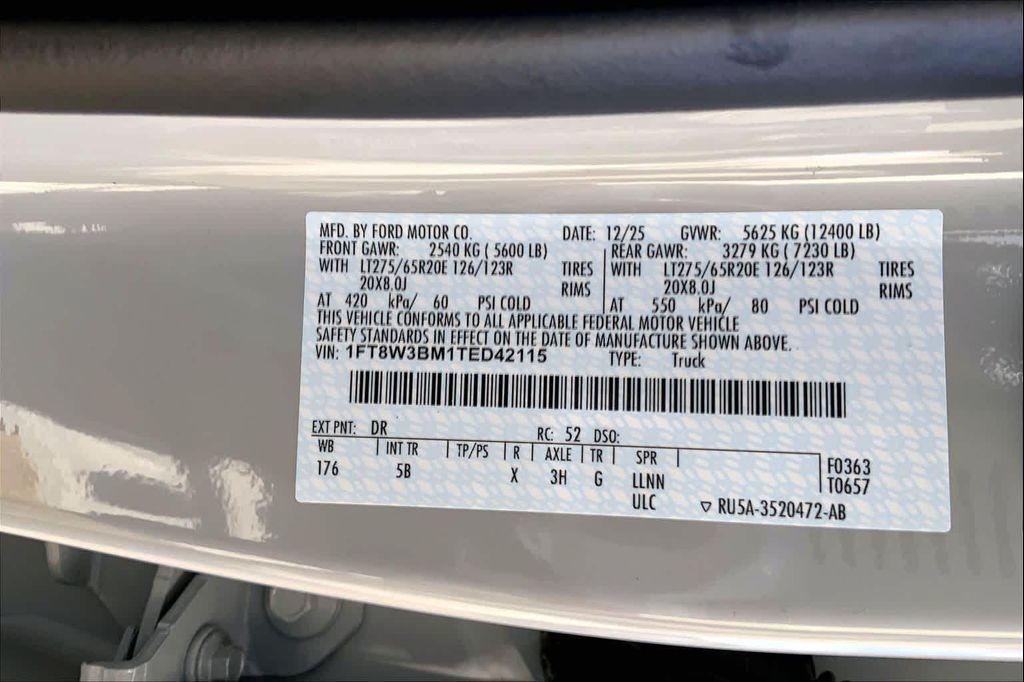 MFD. BY FORD MOTOR CO. DATE: 12/25 GVWR: 5625 KG (12400 LB)
FRONT GAWR: 2540 KG ( 5600 LB) REAR GAWR: 3279 KG ( 7230 LB)
WITH LT275/65R20E 126/123R TIRES WITH LT275/65R20E 126/123R TIRES
20X8.0J RIMS 20X8.0J RIMS
AT 420 kPa/ 60 PSI COLD AT 550 kPa/ 80 PSI COLD
THIS VEHICLE CONFORMS TO ALL APPLICABLE FEDERAL MOTOR VEHICLE
SAFETY STANDARDS IN EFFECT ON THE DATE OF MANUFACTURE SHOWN ABOVE.
VIN: 1FT8W3BM1TED42115 TYPE: Truck
EXT PNT: DR RC: 52 DSO:
WB INT TR TP/PS R AXLE TR SPR F0363
176 5B X 3H G LLNN T0657
ULC ▽ RU5A-3520472-AB